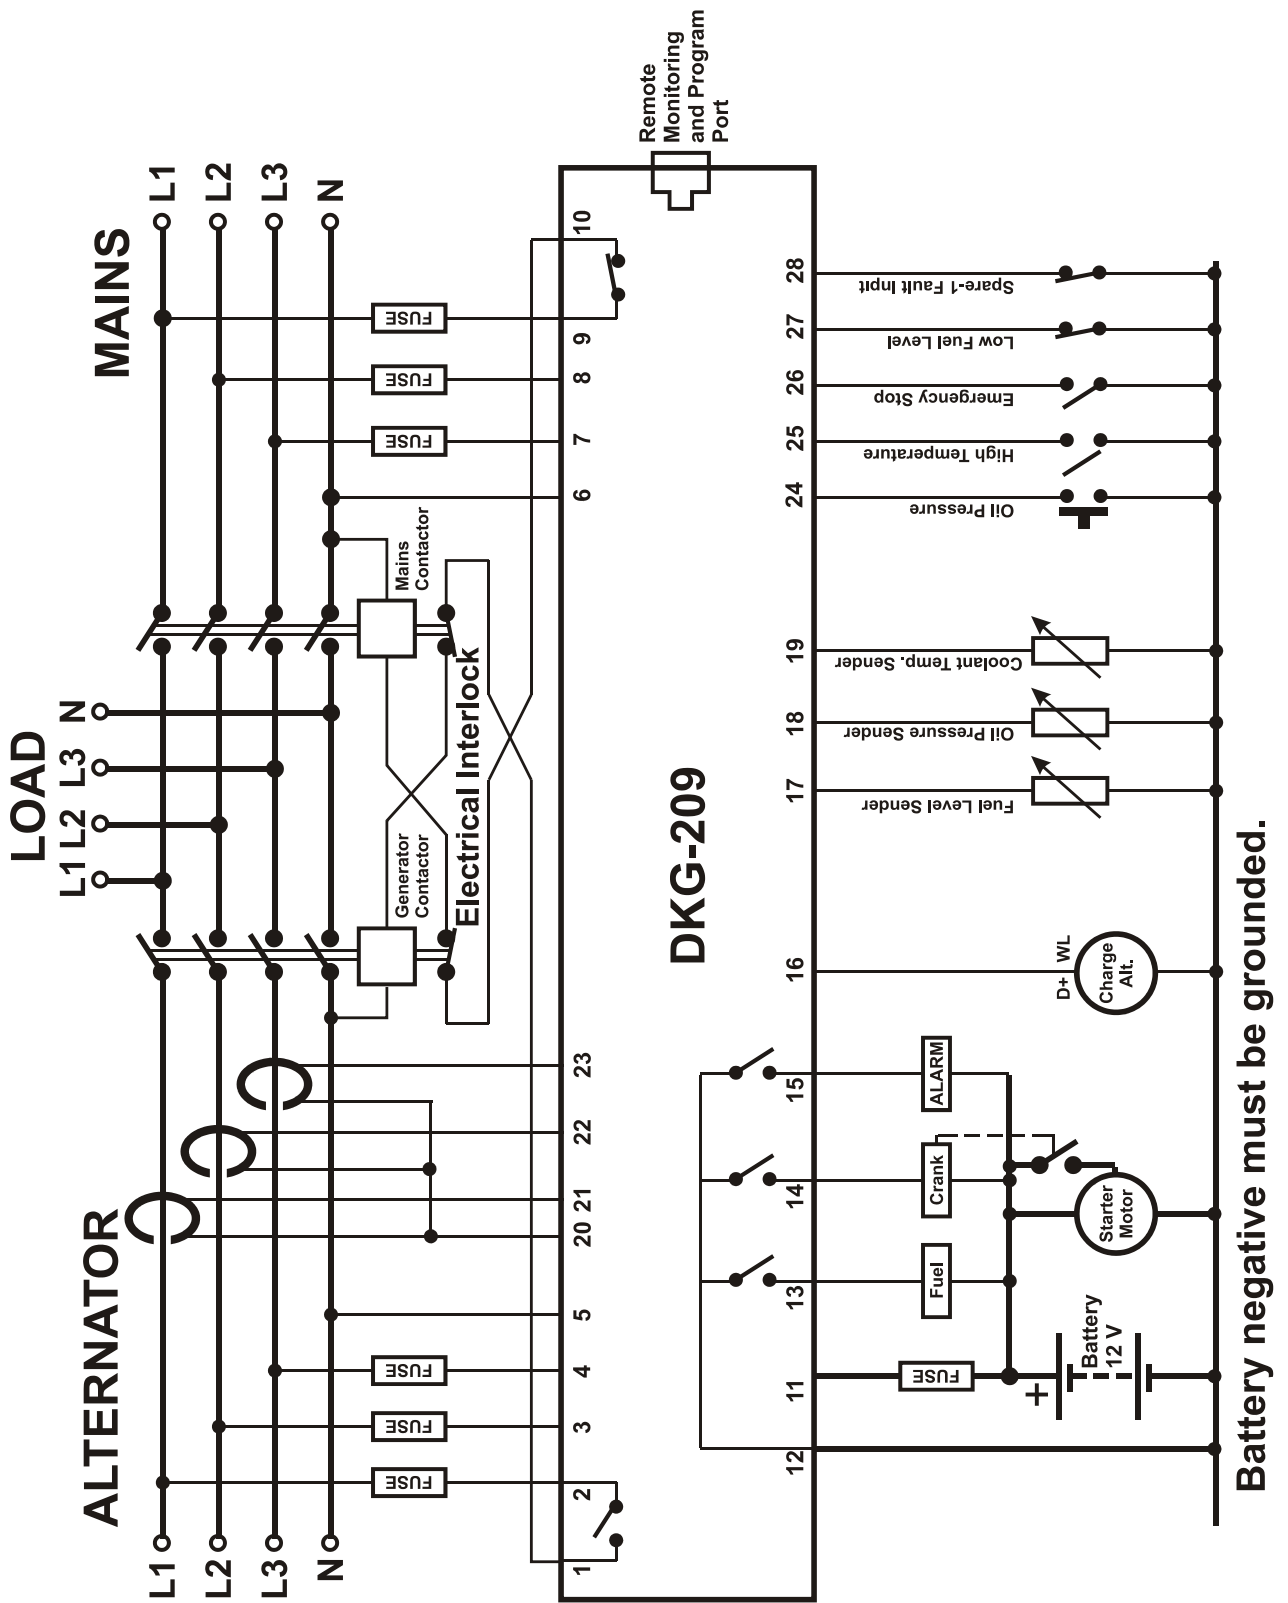 ALTERNATOR
LOAD
MAINS
L1
L2
L3
N
L1
L2
L3
N
L1
L2
L3
N
FUSE
FUSE
FUSE
FUSE
FUSE
FUSE
Generator
Contactor
Mains
Contactor
Electrical Interlock
1
2
3
4
5
20
21
22
23
6
7
8
9
10
DKG-209
Remote
Monitoring
and Program
Port
12
11
13
14
15
16
17
18
19
24
25
26
27
28
FUSE
Fuel
Crank
ALARM
Fuel Level Sender
Oil Pressure Sender
Coolant Temp. Sender
Oil Pressure
High Temperature
Emergency Stop
Low Fuel Level
Spare-1 Fault Inpit
+
Battery
12 V
Starter
Motor
D+ WL
Charge
Alt.
Battery negative must be grounded.